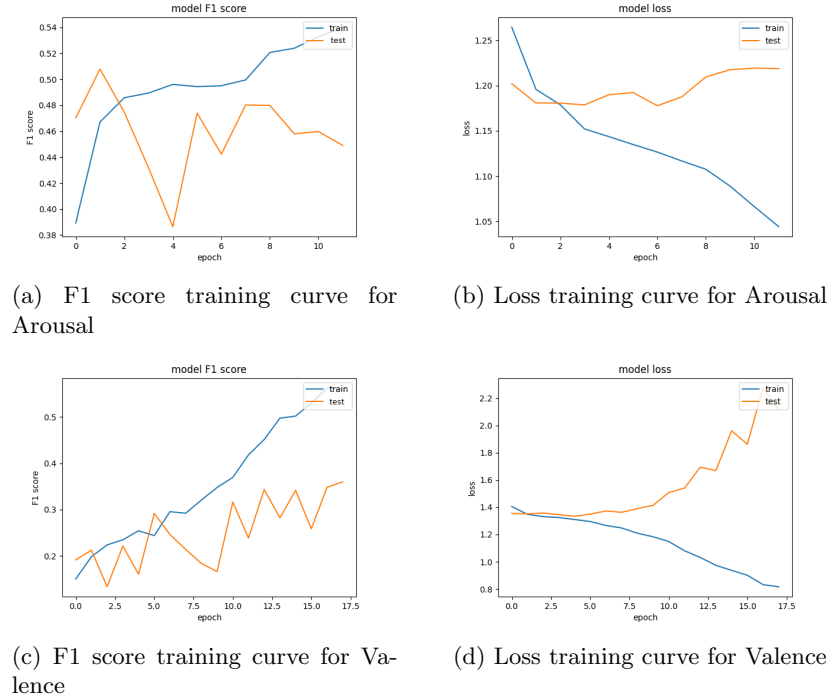 model F1 score
train
test
0.54
0.52
0.50
0.48
0.46
0.44
0.42
0.40
0.38
F1 score
0 2 4 6 8 10
epoch
(a) F1 score training curve for
Arousal
model loss
train
test
1.25
1.20
1.15
1.10
1.05
loss
0 2 4 6 8 10
epoch
(b) Loss training curve for Arousal
model F1 score
train
test
0.5
0.4
0.3
0.2
F1 score
0.0 2.5 5.0 7.5 10.0 12.5 15.0 17.5
epoch
(c) F1 score training curve for Va-
lence
model loss
train
test
2.2
2.0
1.8
1.6
1.4
1.2
1.0
0.8
loss
0.0 2.5 5.0 7.5 10.0 12.5 15.0 17.5
epoch
(d) Loss training curve for Valence